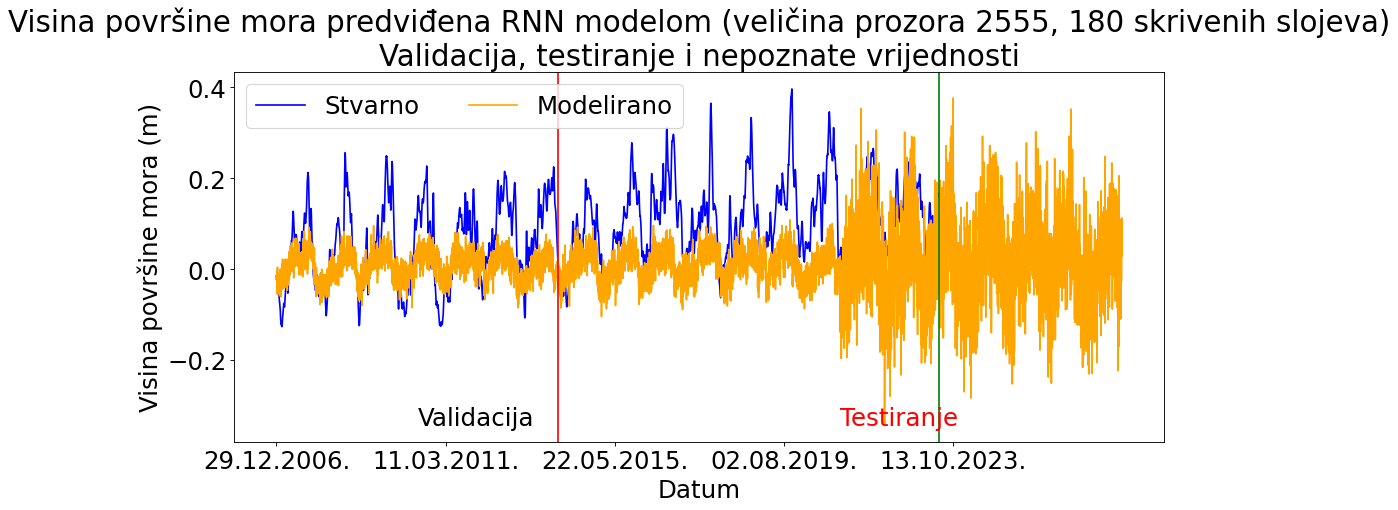 Visina površine mora predviđena RNN modelom (veličina prozora 2555, 180 skrivenih slojeva)
Validacija, testiranje i nepoznate vrijednosti
Stvarno Modelirano
Visina površine mora (m)
0.4
0.2
0.0
−0.2
Validacija
Testiranje
29.12.2006. 11.03.2011. 22.05.2015. 02.08.2019. 13.10.2023.
Datum